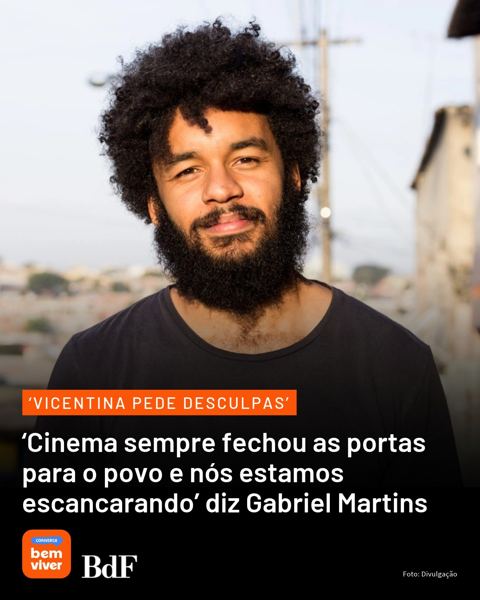 ‘VICENTINA PEDE DESCULPAS’
‘Cinema sempre fechou as portas
para o povo e nós estamos
escancarando’ diz Gabriel Martins
CONVERSA
bem
viver
BdF
Foto: Divulgação